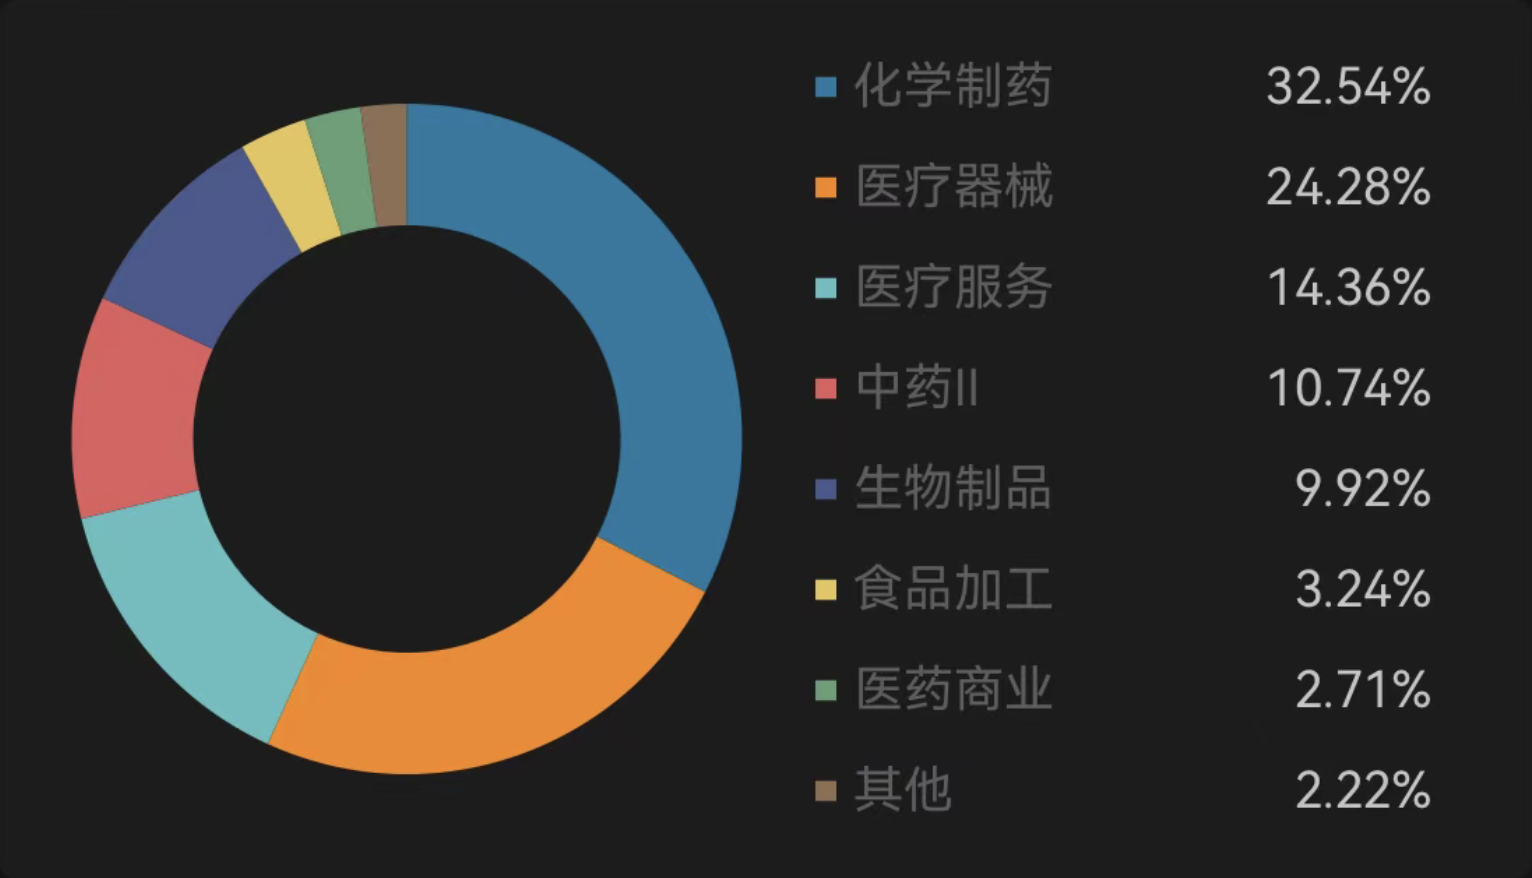 化学制药 32.54%
医疗器械 24.28%
医疗服务 14.36%
中药II 10.74%
生物制品 9.92%
食品加工 3.24%
医药商业 2.71%
其他 2.22%